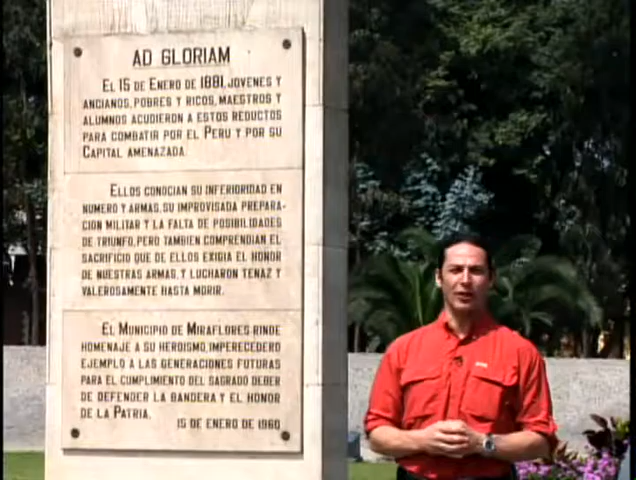 AD GLORIAM
EL 15 DE ENERO DE 1881, JOVENES Y
ANCIANOS, POBRES Y RICOS, MAESTROS Y
ALUMNOS ACUDIERON A ESTOS REDUCTOS
PARA COMBATIR POR EL PERU Y POR SU
CAPITAL AMENAZADA.
ELLOS CONOCIAN SU INFERIORIDAD EN
NUMERO Y ARMAS, SU IMPROVISADA PREPARA-
CION MILITAR Y LA FALTA DE POSIBILIDADES
DE TRIUNFO, PERO TAMBIEN COMPRENDIAN EL
SACRIFICIO QUE DE ELLOS EXIGIA EL HONOR
DE NUESTRAS ARMAS, Y LUCHARON TENAZ Y
VALEROSAMENTE HASTA MORIR.
EL MUNICIPIO DE MIRAFLORES RINDE
HOMENAJE A SU HEROISMO, IMPERECEDERO
EJEMPLO A LAS GENERACIONES FUTURAS
PARA EL CUMPLIMIENTO DEL SAGRADO DEBER
DE DEFENDER LA BANDERA Y EL HONOR
DE LA PATRIA.
15 DE ENERO DE 1960